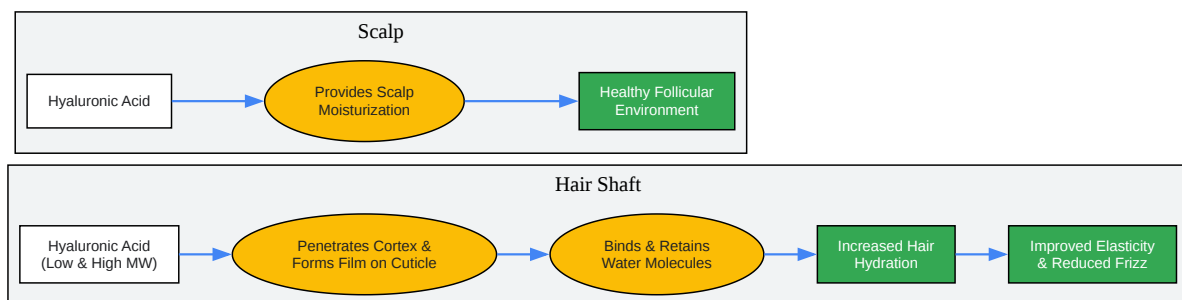 Scalp
Hyaluronic Acid
Provides Scalp
Moisturization
Healthy Follicular
Environment
Hair Shaft
Hyaluronic Acid
(Low & High MW)
Penetrates Cortex &
Forms Film on Cuticle
Binds & Retains
Water Molecules
Increased Hair
Hydration
Improved Elasticity
& Reduced Frizz